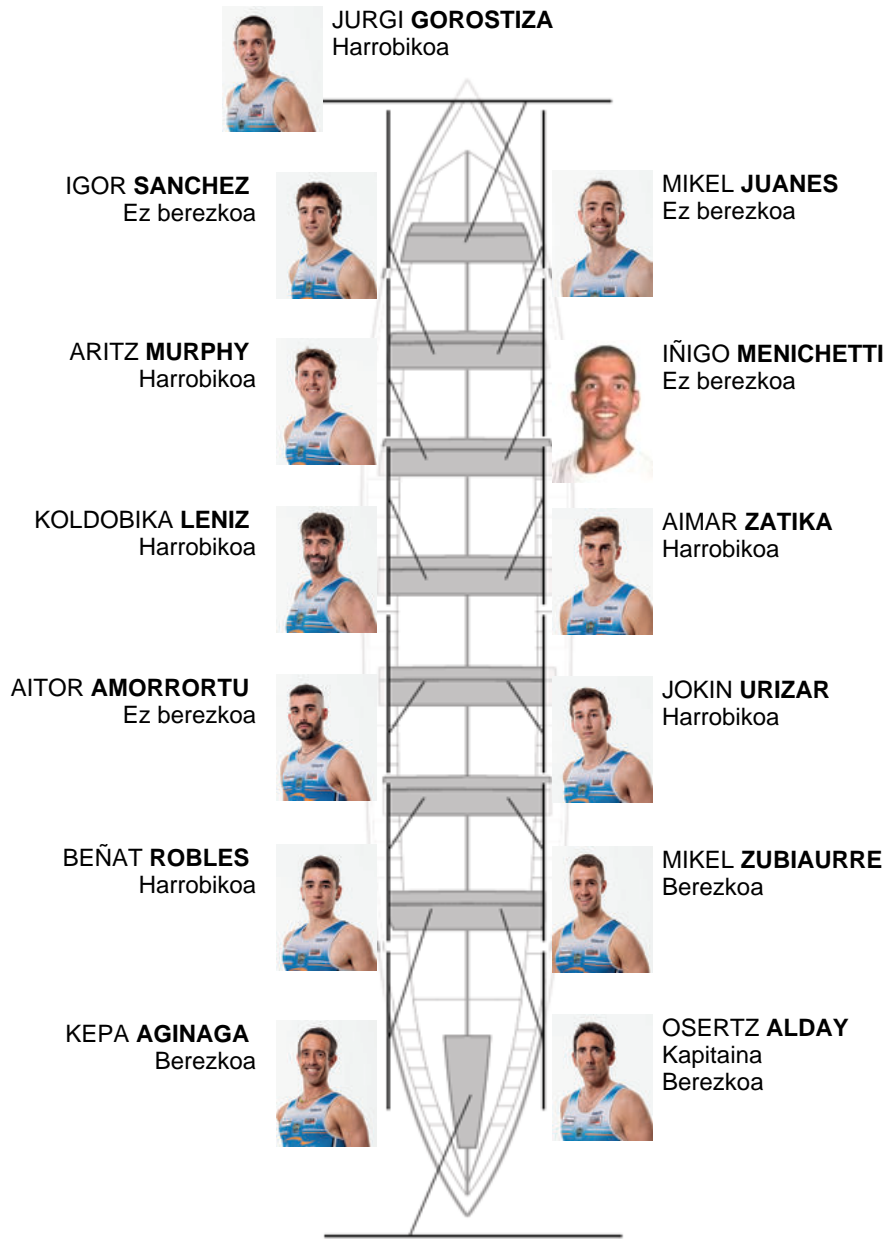 JURGI GOROSTIZA
Harrobikoa
IGOR SANCHEZ
Ez berezkoa
MIKEL JUANES
Ez berezkoa
ARITZ MURPHY
Harrobikoa
IÑIGO MENICHETTI
Ez berezkoa
KOLDOBIKA LENIZ
Harrobikoa
AIMAR ZATIKA
Harrobikoa
AITOR AMORRORTU
Ez berezkoa
JOKIN URIZAR
Harrobikoa
BEÑAT ROBLES
Harrobikoa
MIKEL ZUBIAURRE
Berezkoa
KEPA AGINAGA
Berezkoa
OSERTZ ALDAY
Kapitaina
Berezkoa